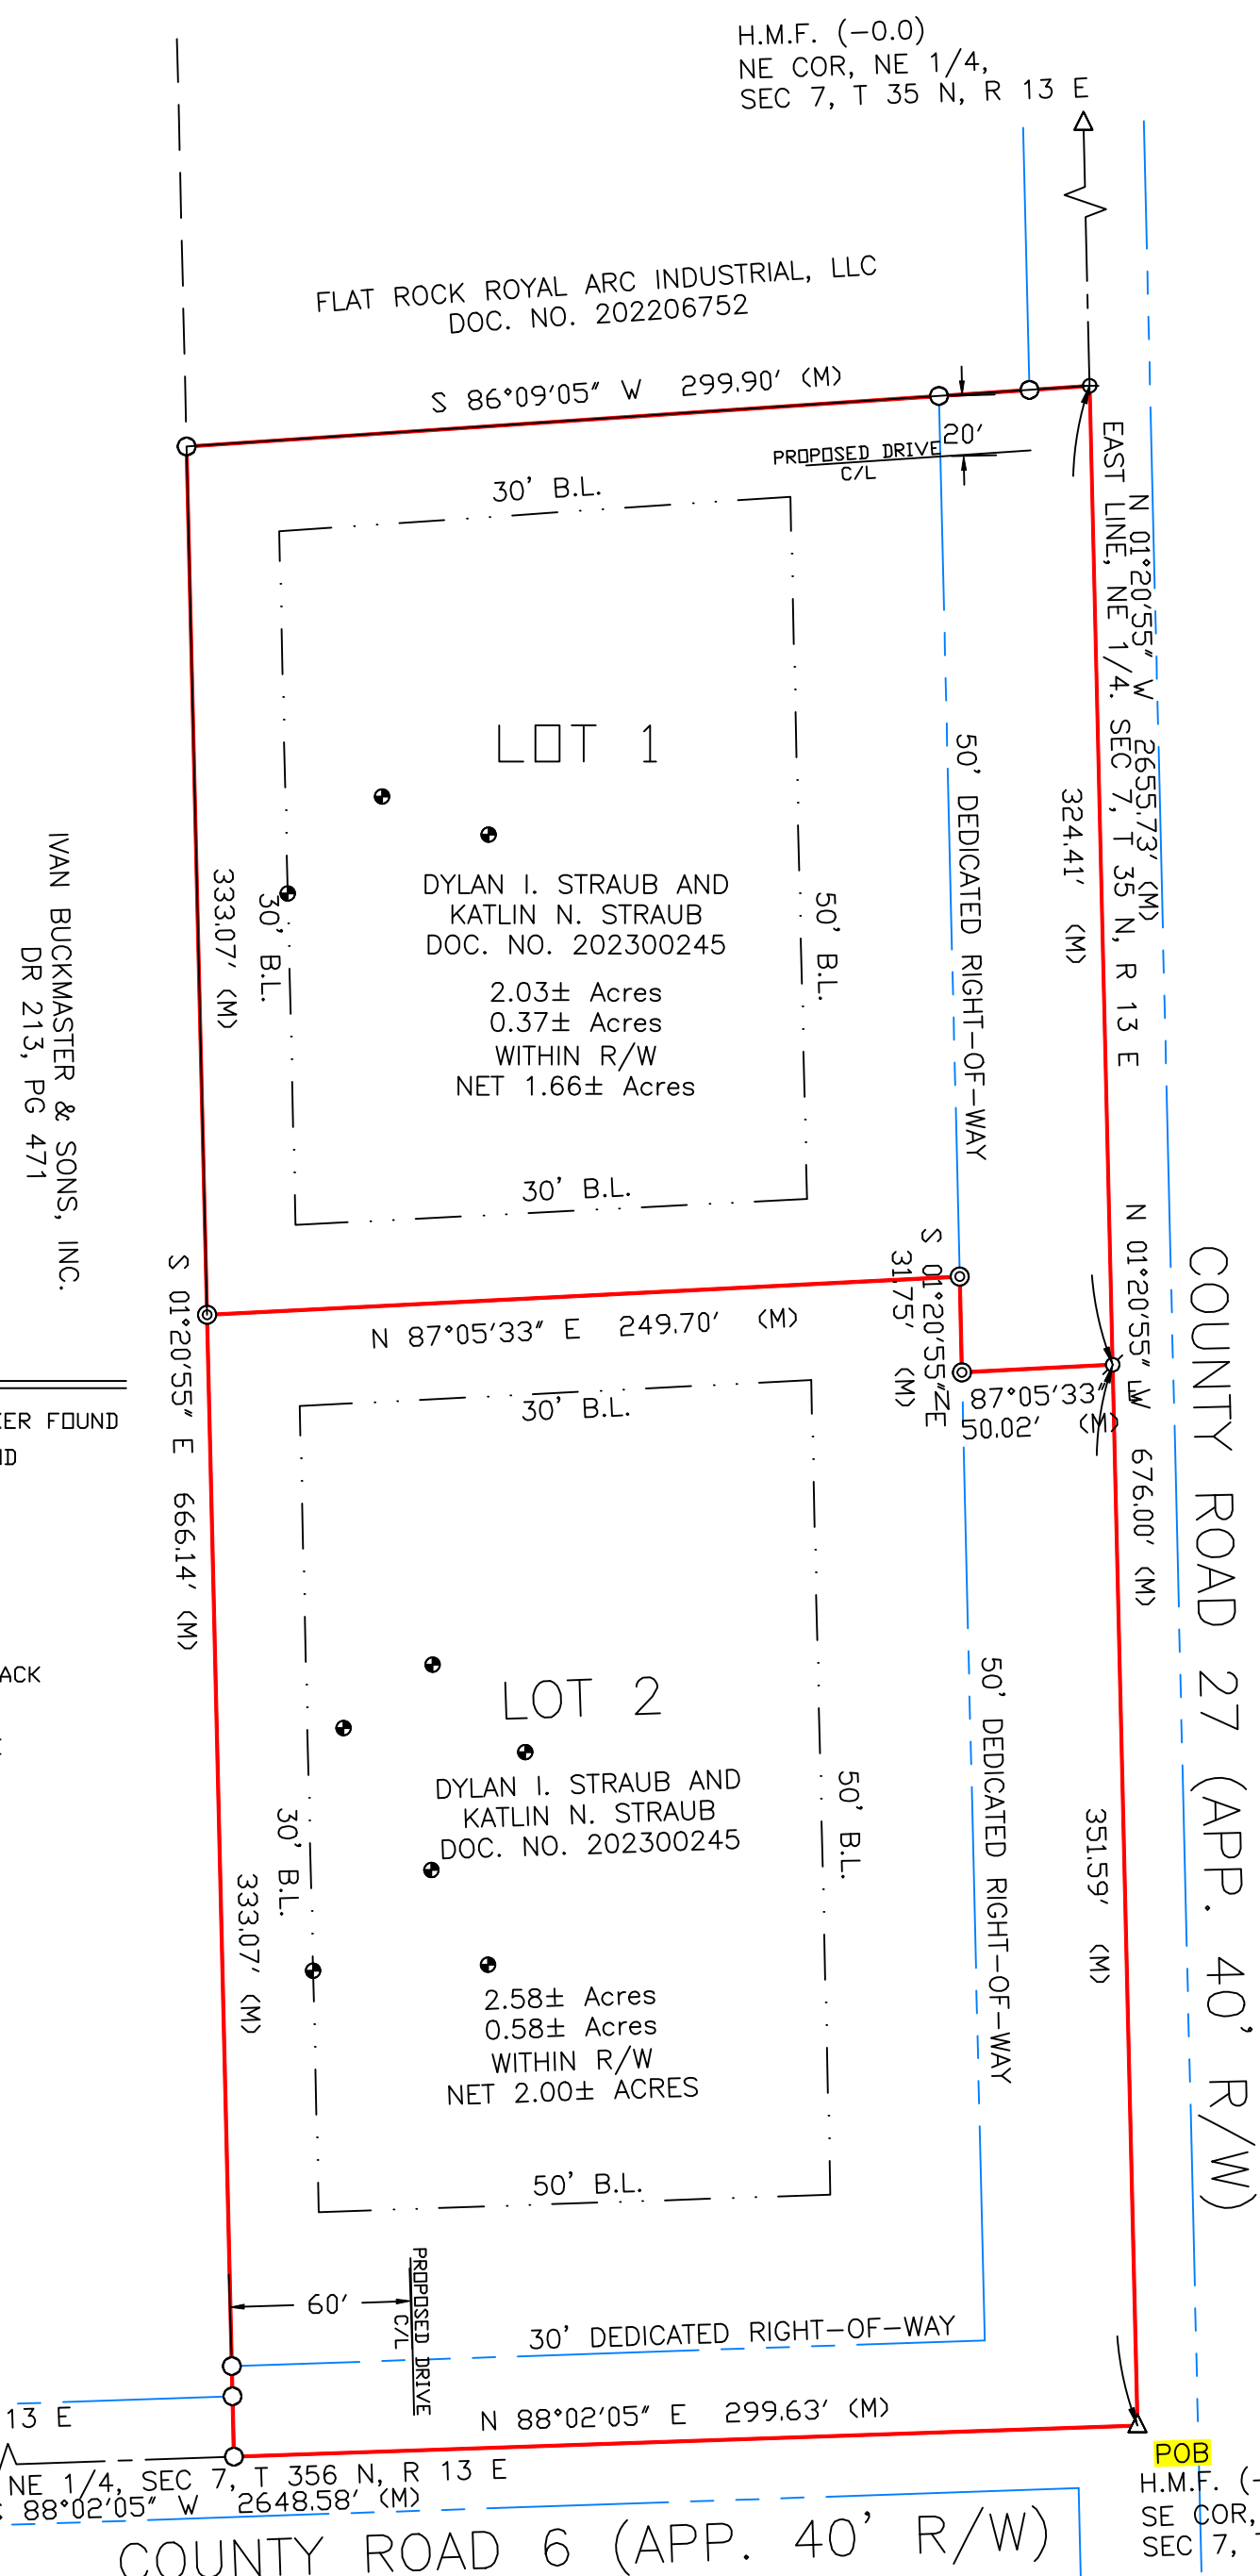 H.M.F. (-0.0)
NE COR, NE 1/4,
SEC 7, T 35 N, R 13 E
FLAT ROCK ROYAL ARC INDUSTRIAL, LLC
DOC. NO. 202206752
S 86°09'05" W 299.90' (M)
20'
PROPOSED DRIVE
C/L
EAST LINE, NE 1/4. SEC 7, T 35 N, R 13 E
N 01°20'55" W 2655.73' (M)
30' B.L.
LOT 1
50' DEDICATED RIGHT-OF-WAY
324.41' (M)
IVAN BUCKMASTER & SONS, INC.
DR 213, PG 471
333.07' (M)
30' B.L.
DYLAN I. STRAUB AND
KATLIN N. STRAUB
DOC. NO. 202300245
2.03± Acres
0.37± Acres
WITHIN R/W
NET 1.66± Acres
50' B.L.
30' B.L.
S 01°20'55" E 666.14' (M)
N 87°05'33" E 249.70' (M)
S 01°20'55" E
31.75' (M)
N 87°05'33" E
50.02' (M)
N 01°20'55" W 676.00' (M)
COUNTY ROAD 27 (APP. 40' R/W)
KER FOUND
ND
ACK
30' B.L.
LOT 2
DYLAN I. STRAUB AND
KATLIN N. STRAUB
DOC. NO. 202300245
30' B.L.
50' B.L.
333.07' (M)
50' DEDICATED RIGHT-OF-WAY
351.59' (M)
2.58± Acres
0.58± Acres
WITHIN R/W
NET 2.00± ACRES
50' B.L.
60'
PROPOSED DRIVE
C/L
30' DEDICATED RIGHT-OF-WAY
13 E
N 88°02'05" E 299.63' (M)
POB
NE 1/4, SEC 7, T 356 N, R 13 E
88°02'05" W 2648.58' (M)
H.M.F. (-
SE COR,
SEC 7,
COUNTY ROAD 6 (APP. 40' R/W)